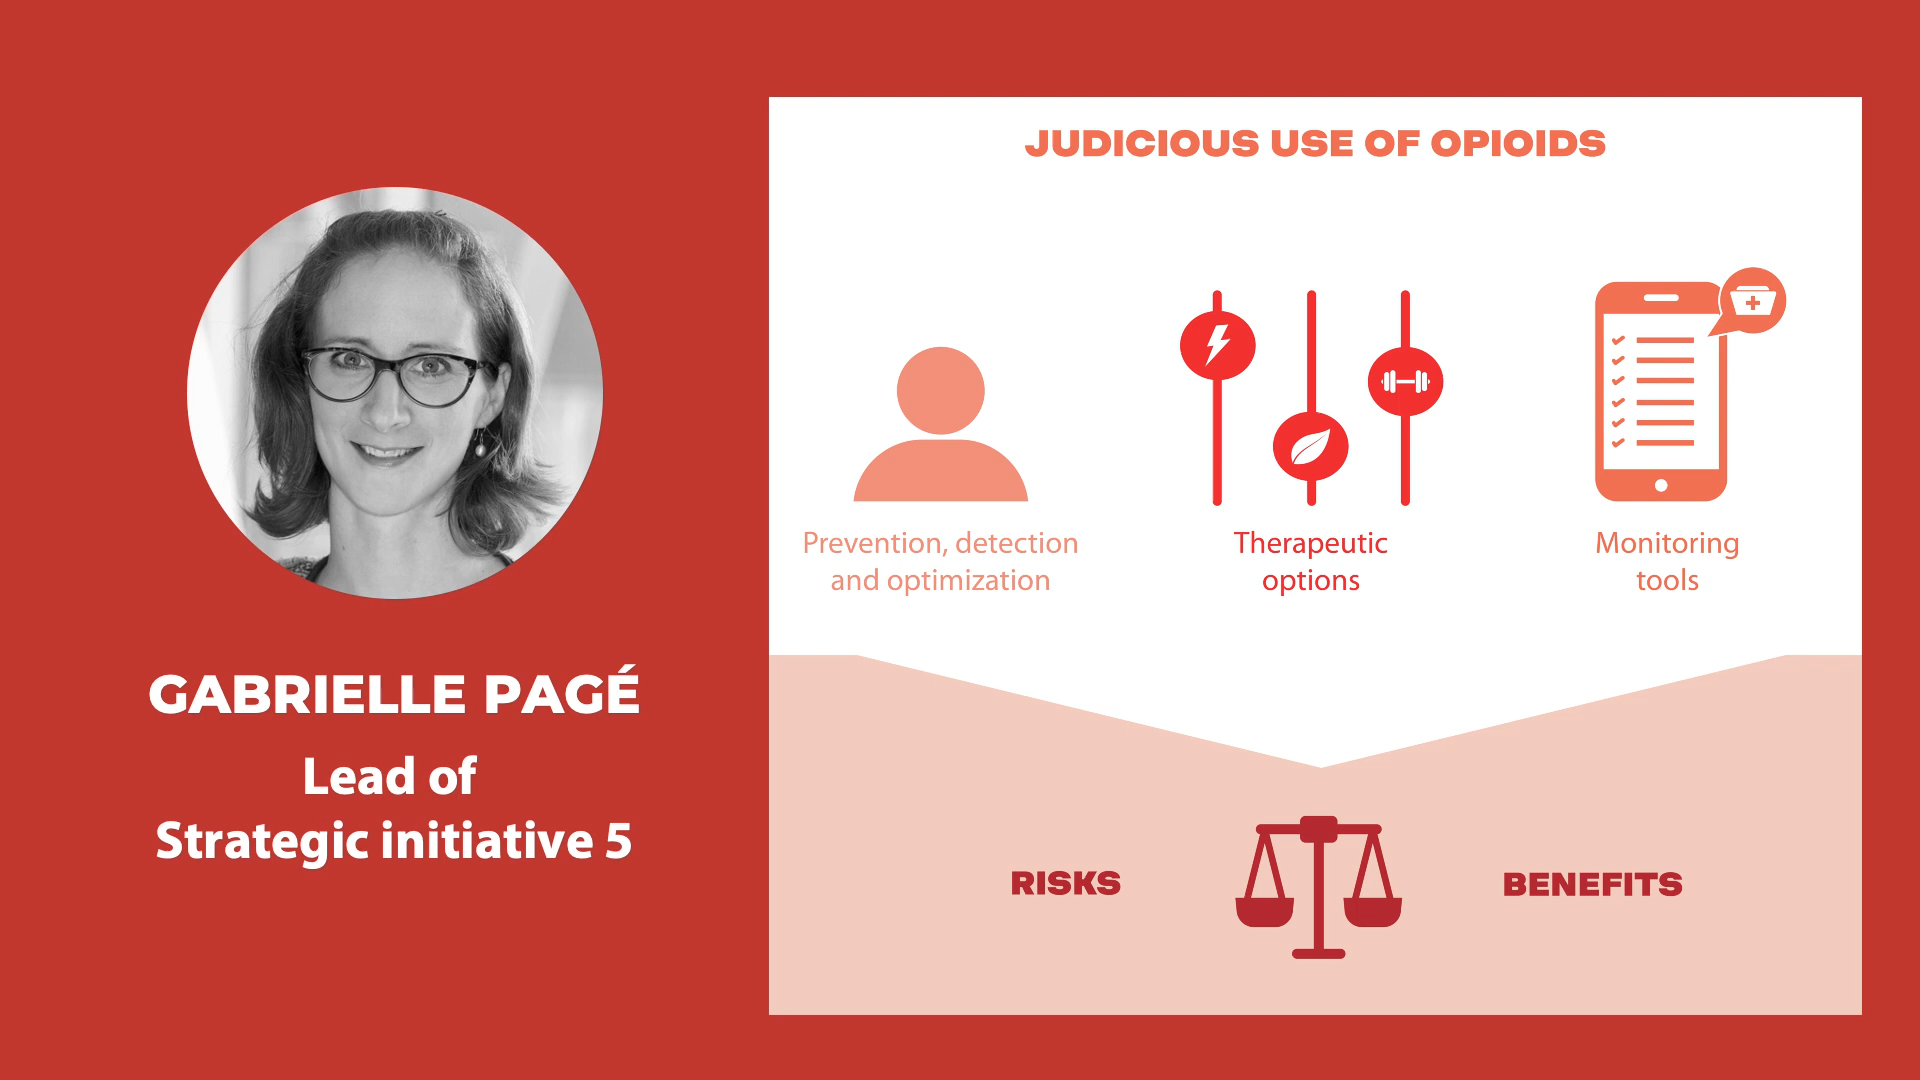 GABRIELLE PAGÉ
Lead of
Strategic initiative 5
JUDICIOUS USE OF OPIOIDS
Prevention, detection
and optimization
Therapeutic
options
Monitoring
tools
RISKS
BENEFITS